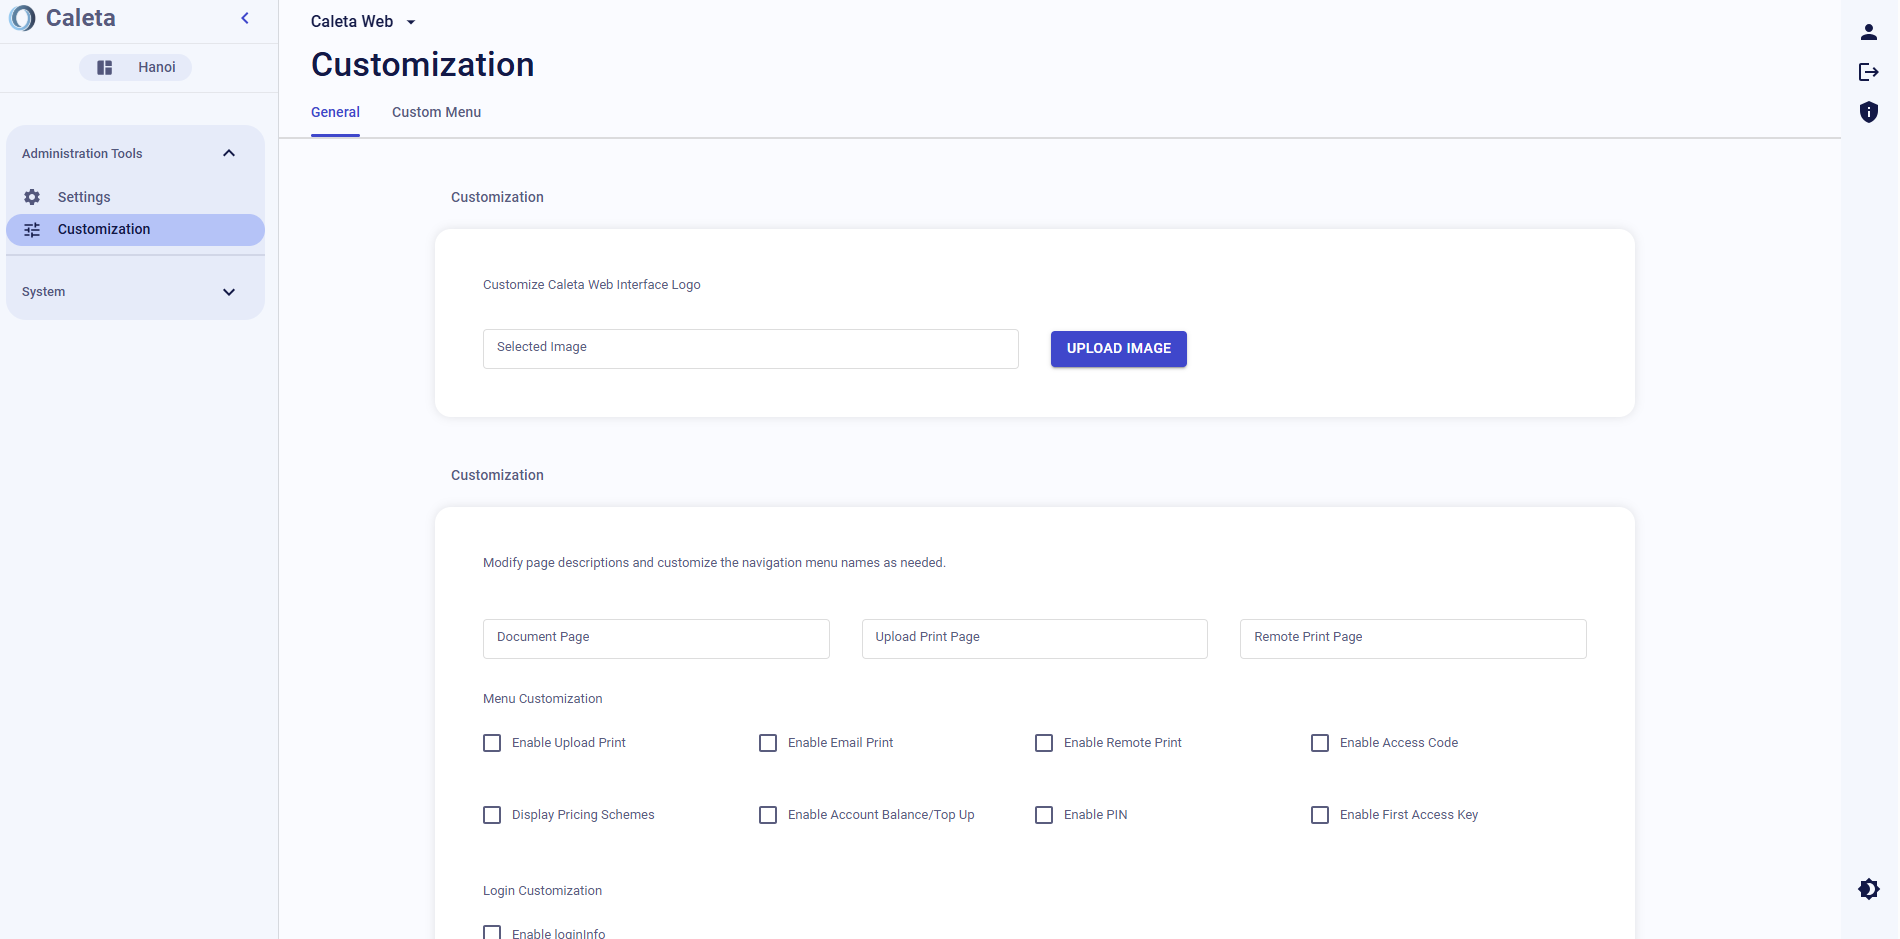 Caleta
Hanoi
Administration Tools
Settings
Customization
System
Caleta Web
Customization
General
Custom Menu
Customization
Customize Caleta Web Interface Logo
Selected Image
UPLOAD IMAGE
Customization
Modify page descriptions and customize the navigation menu names as needed.
Document Page
Upload Print Page
Remote Print Page
Menu Customization
Enable Upload Print
Enable Email Print
Enable Remote Print
Enable Access Code
Display Pricing Schemes
Enable Account Balance/Top Up
Enable PIN
Enable First Access Key
Login Customization
Enable loginInfo